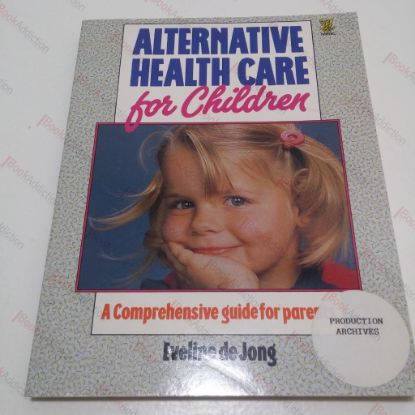 ALTERNATIVE
HEALTH CARE
for Children
A Comprehensive guide for paren
PRODUCTION
ARCHIVES
Eveline de Jong